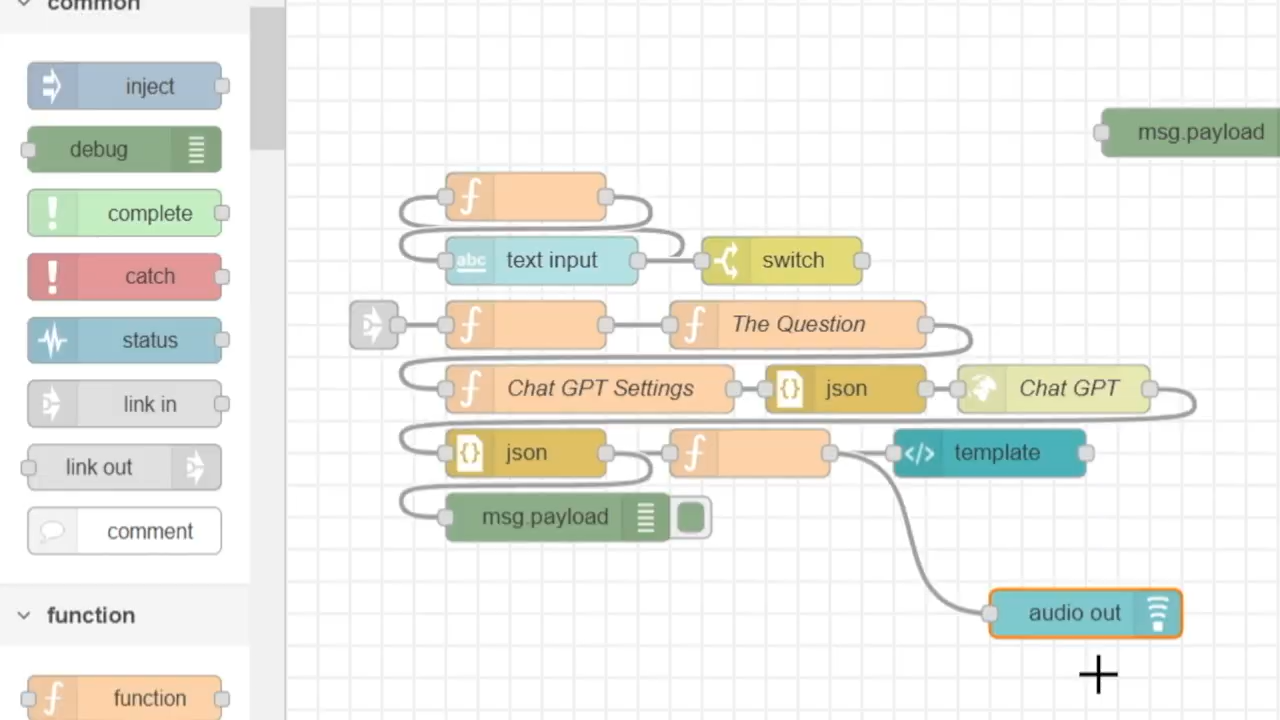 common
inject
debug
complete
catch
status
link in
link out
comment
function
function
msg.payload
abc text input
switch
The Question
Chat GPT Settings
json
Chat GPT
json
template
msg.payload
audio out